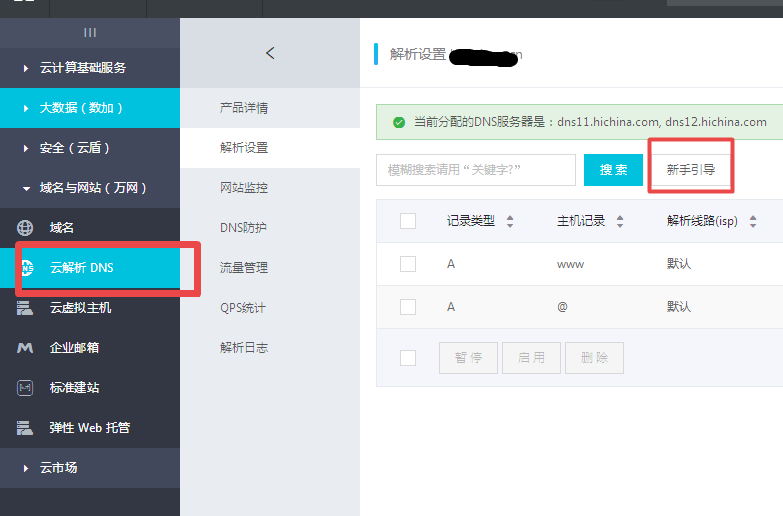 云计算基础服务
大数据（数加）
安全（云盾）
域名与网站（万网）
域名
云解析 DNS
云虚拟主机
企业邮箱
标准建站
弹性 Web 托管
云市场
产品详情
解析设置
网站监控
DNS防护
流量管理
QPS统计
解析日志
解析设置
当前分配的DNS服务器是：dns11.hichina.com, dns12.hichina.com
模糊搜索请用“关键字?” 搜 索 新手引导
记录类型 主机记录 解析线路(isp)
A www 默认
A @ 默认
暂 停 启 用 删 除